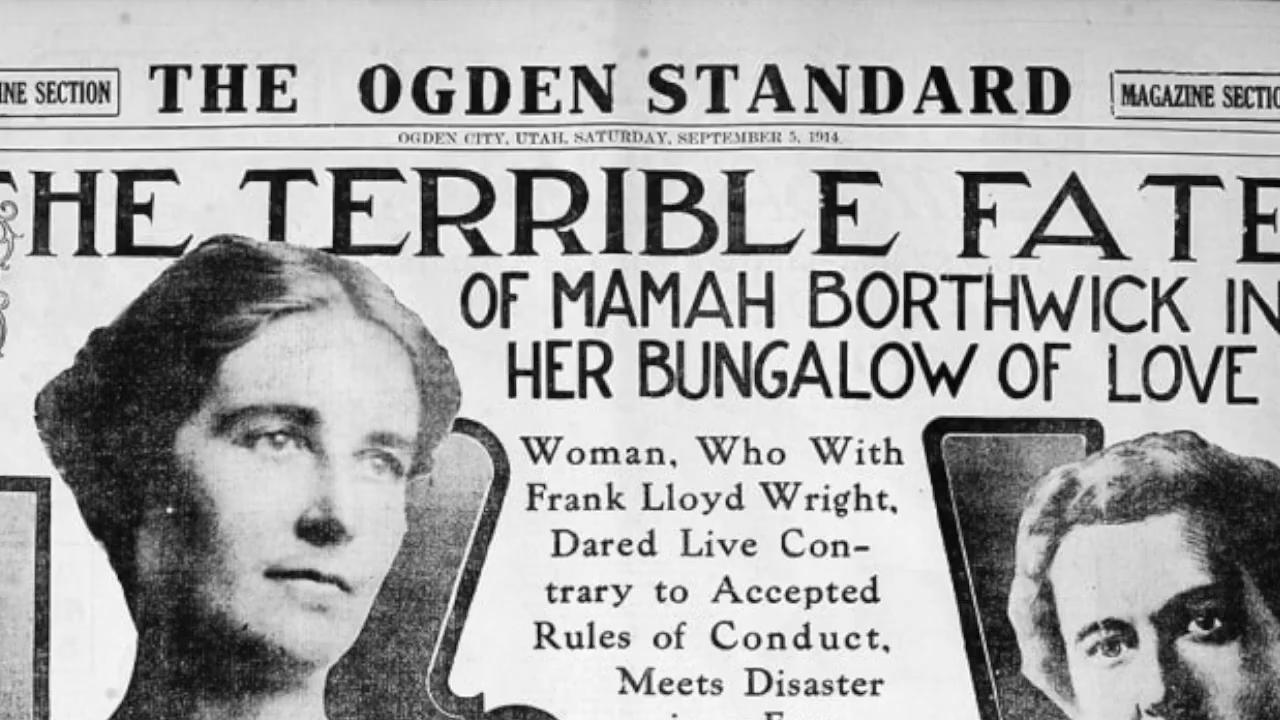 INE SECTION
THE OGDEN STANDARD
MAGAZINE SECTIO
OGDEN CITY, UTAH, SATURDAY, SEPTEMBER 5, 1914.
HE TERRIBLE FATE
OF MAMAH BORTHWICK IN
HER BUNGALOW OF LOVE
Woman, Who With
Frank Lloyd Wright,
Dared Live Con-
trary to Accepted
Rules of Conduct,
Meets Disaster